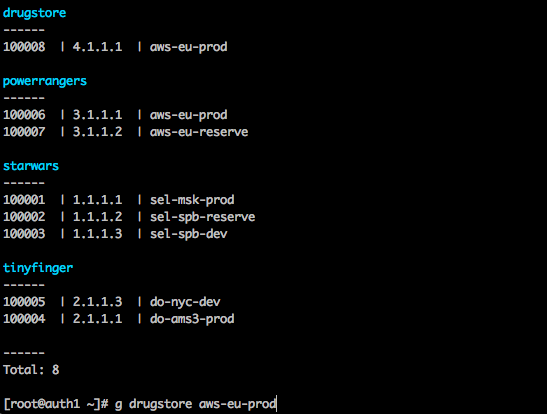 drugstore
------
100008  | 4.1.1.1  | aws-eu-prod
powerrangers
------
100006  | 3.1.1.1  | aws-eu-prod
100007  | 3.1.1.2  | aws-eu-reserve
starwars
------
100001  | 1.1.1.1  | sel-msk-prod
100002  | 1.1.1.2  | sel-spb-reserve
100003  | 1.1.1.3  | sel-spb-dev
tinyfinger
------
100005  | 2.1.1.3  | do-nyc-dev
100004  | 2.1.1.1  | do-ams3-prod
------
Total: 8
[root@auth1 ~]# g drugstore aws-eu-prod